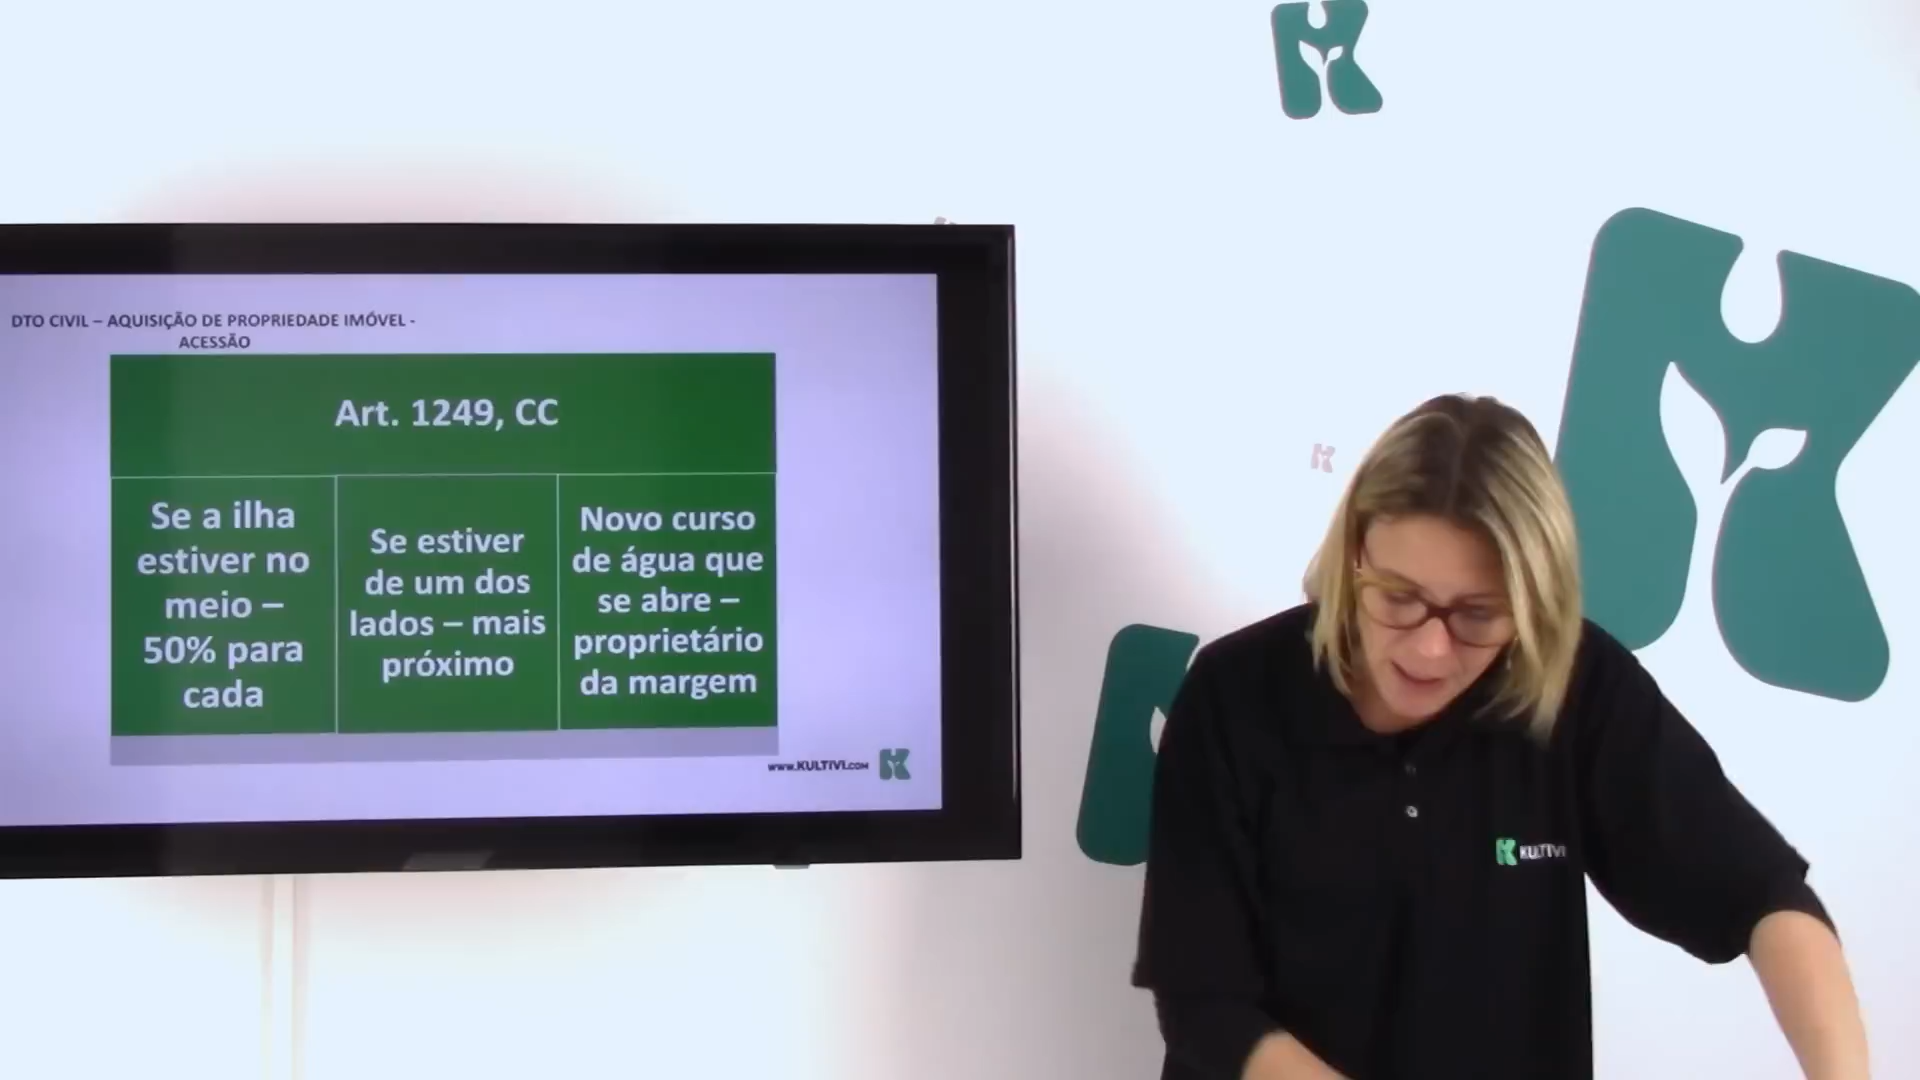 DTO CIVIL – AQUISIÇÃO DE PROPRIEDADE IMÓVEL -
ACESSÃO
Art. 1249, CC
Se a ilha
estiver no
meio –
50% para
cada
Se estiver
de um dos
lados – mais
próximo
Novo curso
de água que
se abre –
proprietário
da margem
www.KULTIVI.COM
KULTIVI